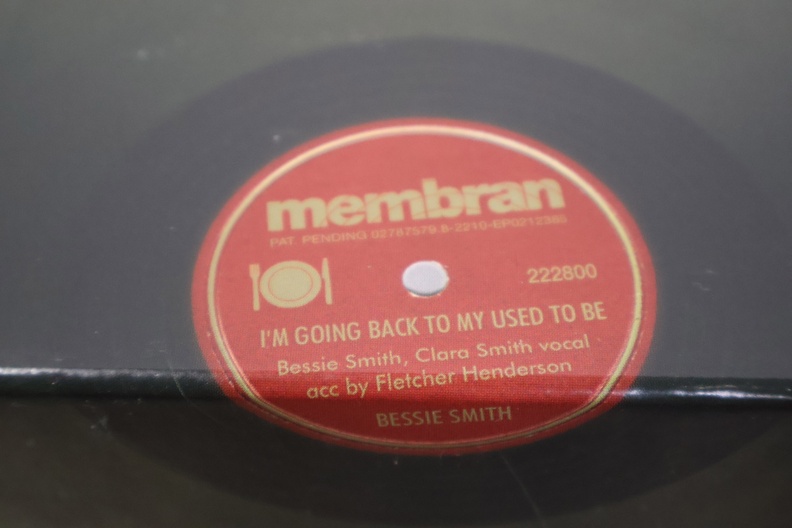 membran
PAT PENDING 02787579.8-2210-EP0212385
222800
I'M GOING BACK TO MY USED TO BE
Bessie Smith, Clara Smith vocal
acc by Fletcher Henderson
BESSIE SMITH